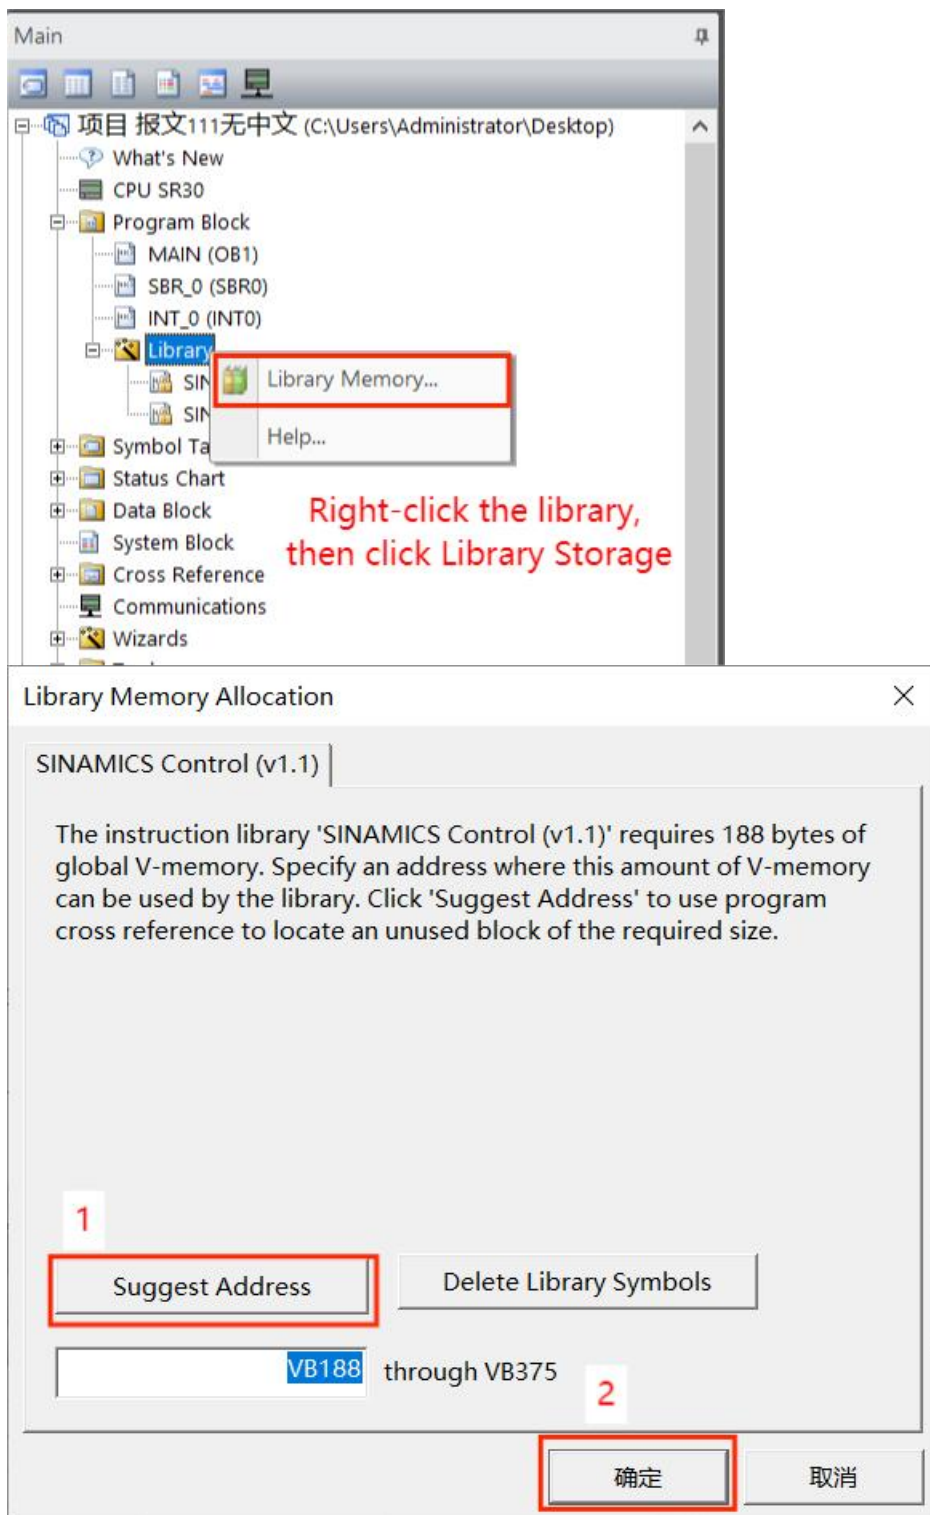 Main
项目 报文111无中文 (C:\Users\Administrator\Desktop)
What's New
CPU SR30
Program Block
MAIN (OB1)
SBR_0 (SBR0)
INT_0 (INT0)
Library
SIN
Library Memory...
SIN
Help...
Symbol Ta
Status Chart
Data Block
Right-click the library,
System Block
then click Library Storage
Cross Reference
Communications
Wizards
Library Memory Allocation
SINAMICS Control (v1.1)
The instruction library 'SINAMICS Control (v1.1)' requires 188 bytes of
global V-memory. Specify an address where this amount of V-memory
can be used by the library. Click 'Suggest Address' to use program
cross reference to locate an unused block of the required size.
1
Suggest Address
Delete Library Symbols
VB188 through VB375
2
确定
取消